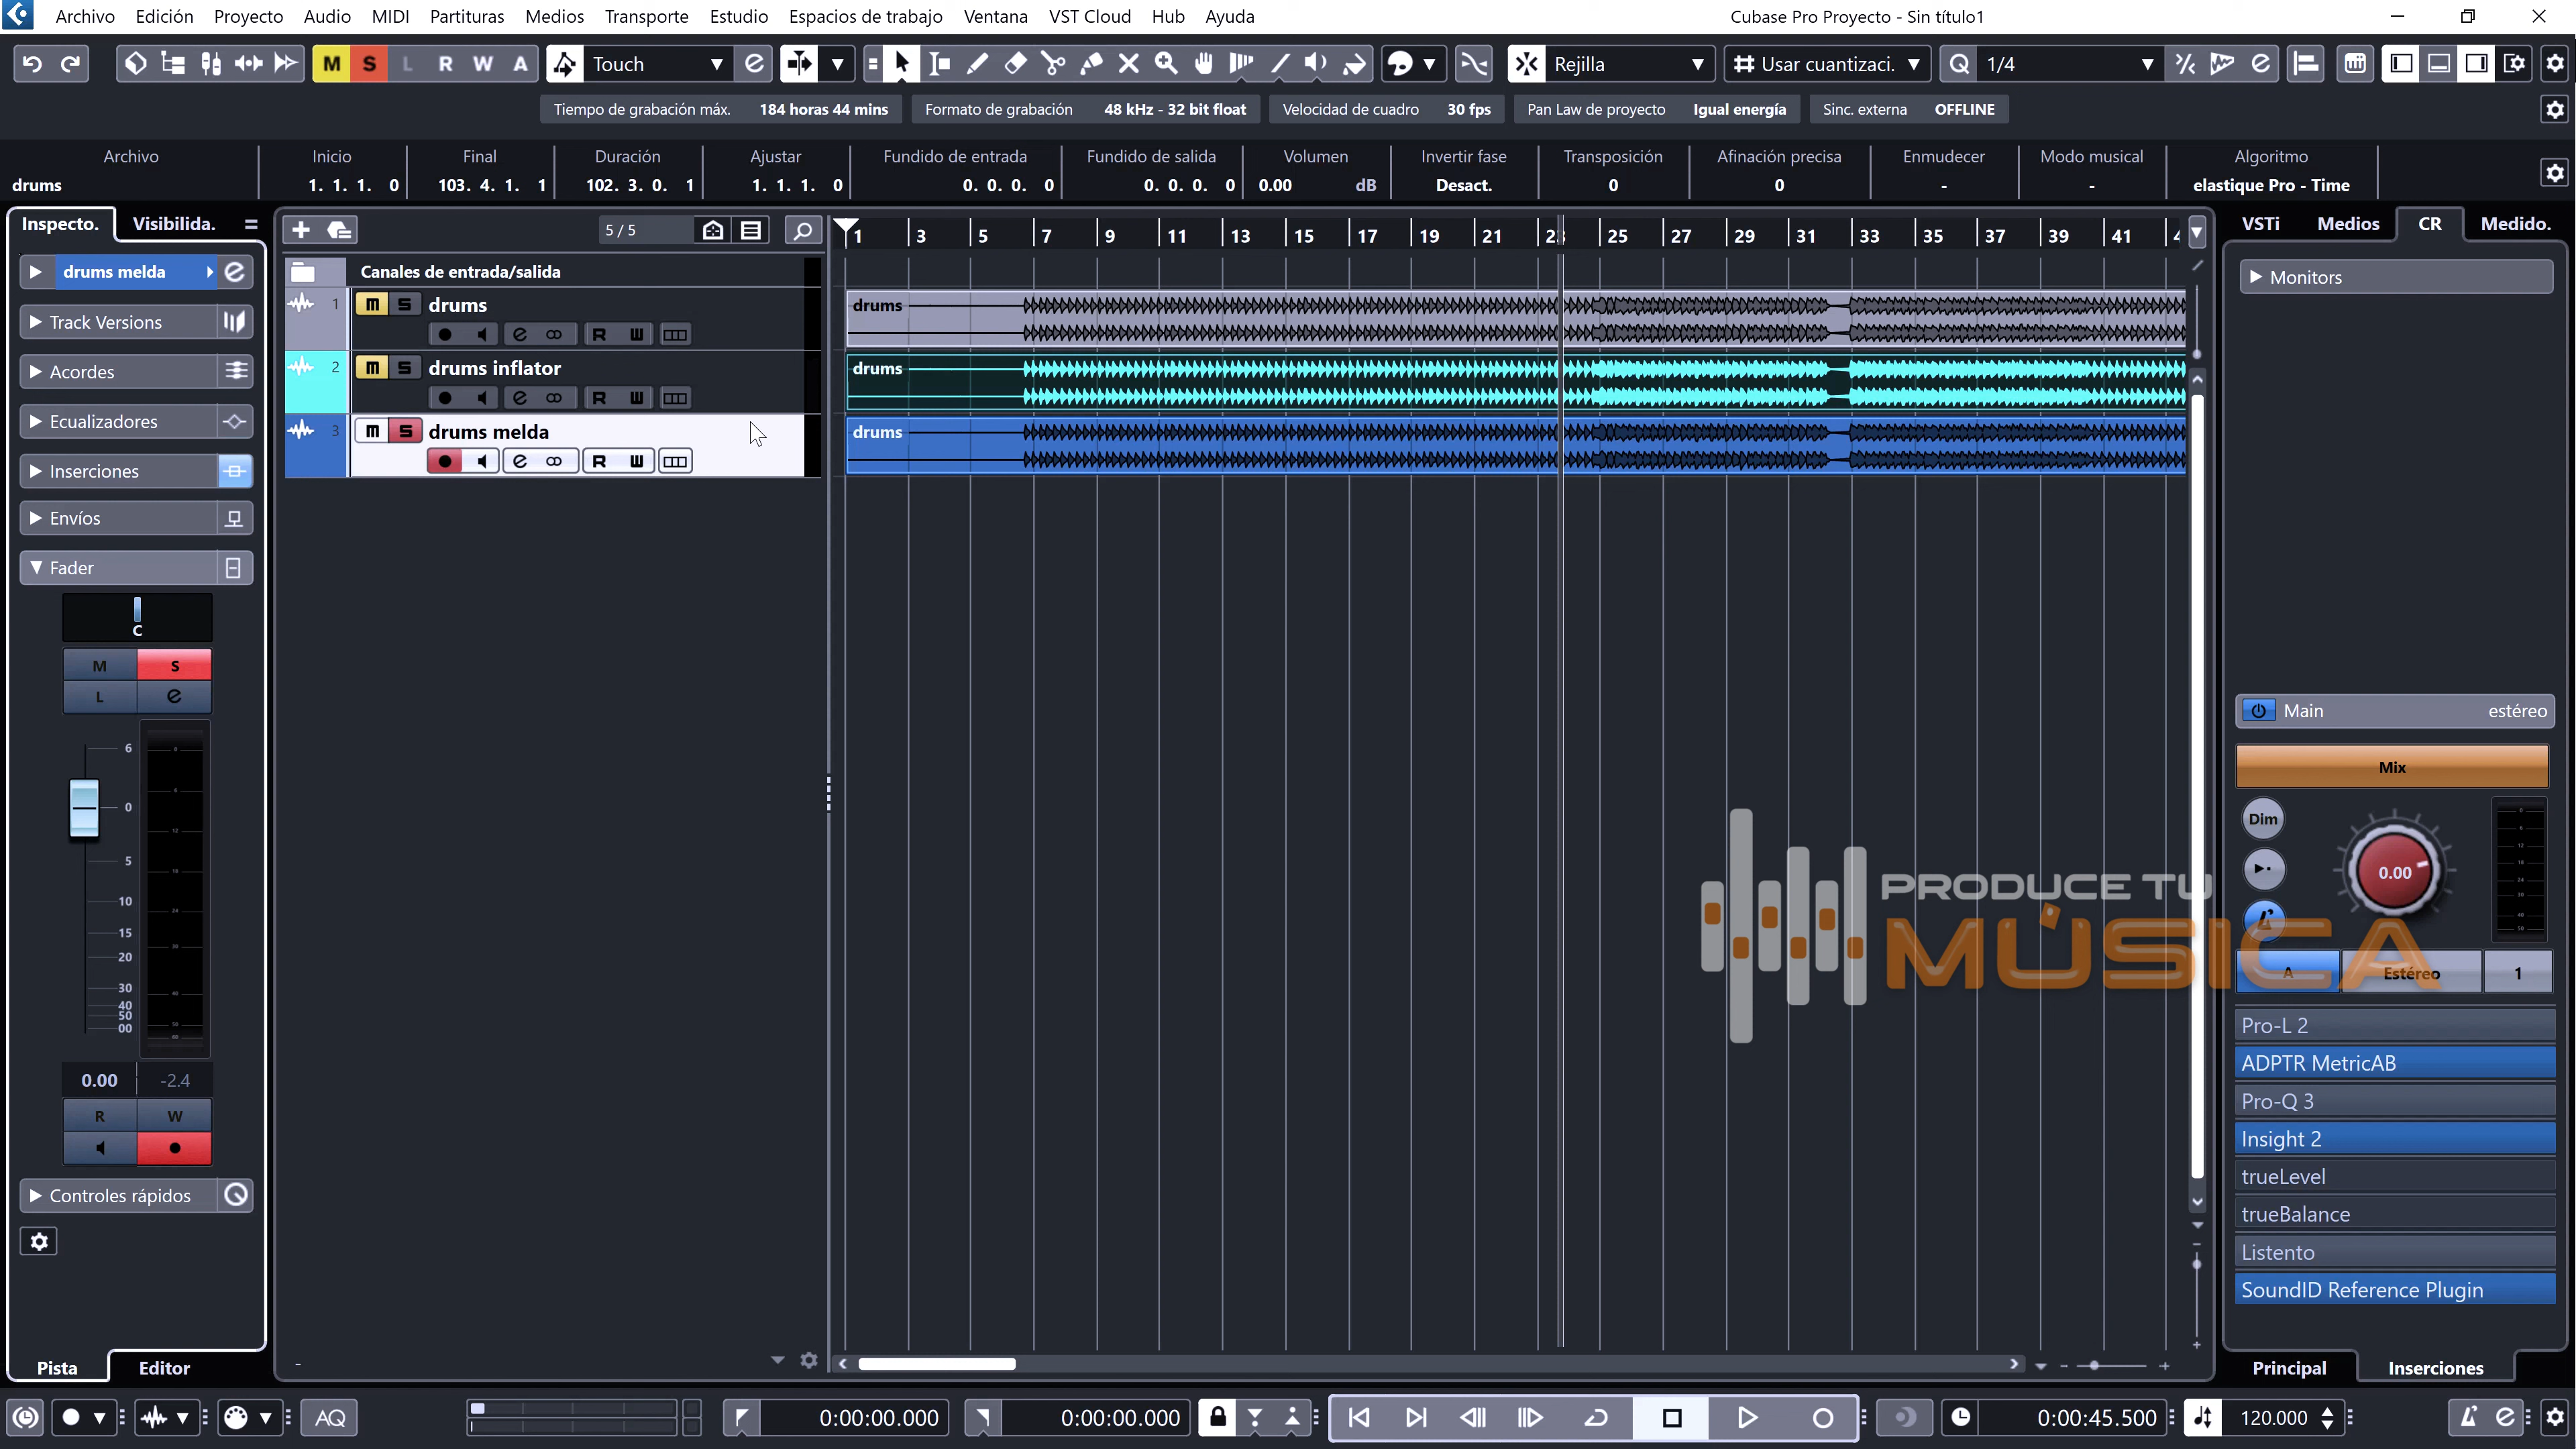 Archivo Edición Proyecto Audio MIDI Partituras Medios Transporte Estudio Espacios de trabajo Ventana VST Cloud Hub Ayuda Cubase Pro Proyecto - Sin título1
M S L R W A Touch Rejilla Usar cuantizaci. Q 1/4
Tiempo de grabación máx. 184 horas 44 mins Formato de grabación 48 kHz - 32 bit float Velocidad de cuadro 30 fps Pan Law de proyecto Igual energía Sinc. externa OFFLINE
Archivo Inicio Final Duración Ajustar Fundido de entrada Fundido de salida Volumen Invertir fase Transposición Afinación precisa Enmudecer Modo musical Algoritmo
drums 1. 1. 1. 0 103. 4. 1. 1 102. 3. 0. 1 1. 1. 1. 0 0. 0. 0. 0 0. 0. 0. 0 0.00 dB Desact. 0 0 - - elastique Pro - Time
Inspecto. Visibilida. 5 / 5 1 3 5 7 9 11 13 15 17 19 21 25 27 29 31 33 35 37 39 41 VSTi Medios CR Medido.
drums melda Canales de entrada/salida Monitors
1 m S drums drums
R W
Track Versions
2 m S drums inflator drums
Acordes R W
Ecualizadores 3 m S drums melda drums
Inserciones R W
Envíos
Fader
C
M S
L e
6
0
5
10
15
20
30
40
50
00
0.00 -2.4
R W
Controles rápidos
Main estéreo
Mix
Dim
0.00
PRODUCE TU
MÚSICA
A Estéreo 1
Pro-L 2
ADPTR MetricAB
Pro-Q 3
Insight 2
trueLevel
trueBalance
Listento
SoundID Reference Plugin
Pista Editor - Principal Inserciones
AQ 0:00:00.000 0:00:00.000 0:00:45.500 120.000